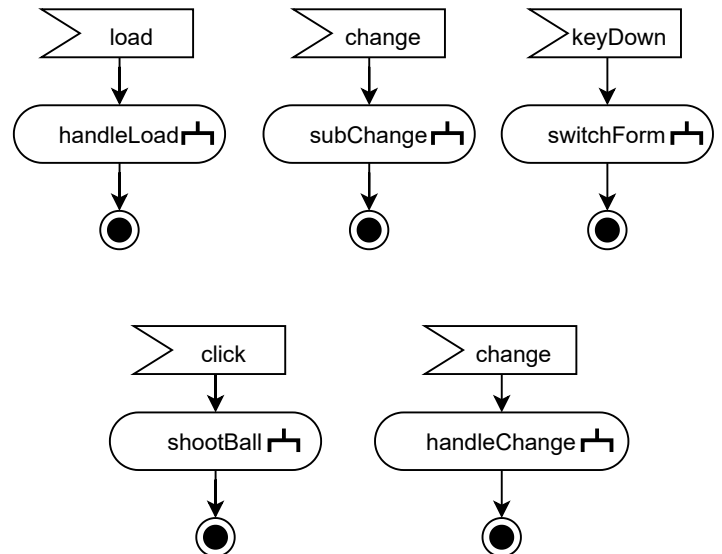 load
change
keyDown
handleLoad
subChange
switchForm
click
change
shootBall
handleChange